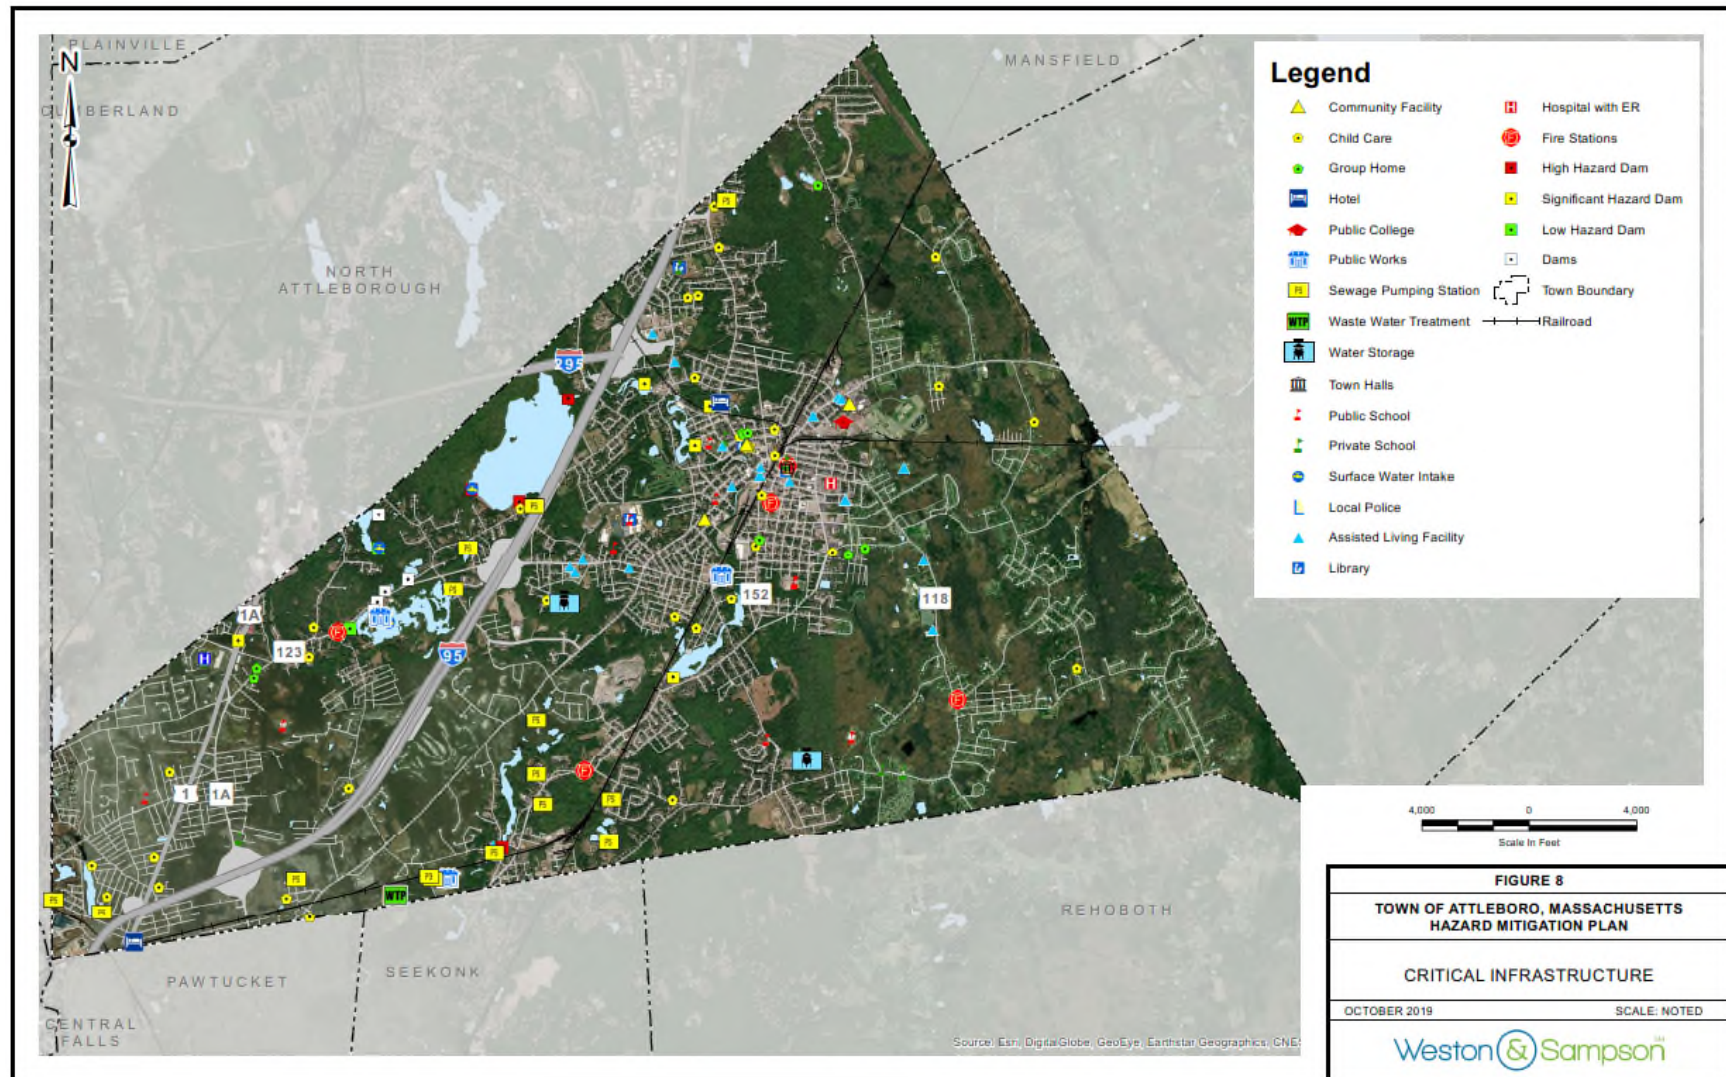 PLAINVILLE
N
CUMBERLAND
MANSFIELD
NORTH
ATTLEBOROUGH
295
1A
123
95
152
118
1
1A
WTP
REHOBOTH
SEEKONK
PAWTUCKET
CENTRAL
FALLS
Source: Esri, DigitalGlobe, GeoEye, Earthstar Geographics, CNES
Legend
Community Facility
Child Care
Group Home
Hotel
Public College
Public Works
PS Sewage Pumping Station
WTP Waste Water Treatment
Water Storage
Town Halls
Public School
Private School
Surface Water Intake
Local Police
Assisted Living Facility
Library
H Hospital with ER
F Fire Stations
High Hazard Dam
Significant Hazard Dam
Low Hazard Dam
Dams
Town Boundary
Railroad
4,000 0 4,000
Scale In Feet
FIGURE 8
TOWN OF ATTLEBORO, MASSACHUSETTS
HAZARD MITIGATION PLAN
CRITICAL INFRASTRUCTURE
OCTOBER 2019 SCALE: NOTED
Weston & Sampson